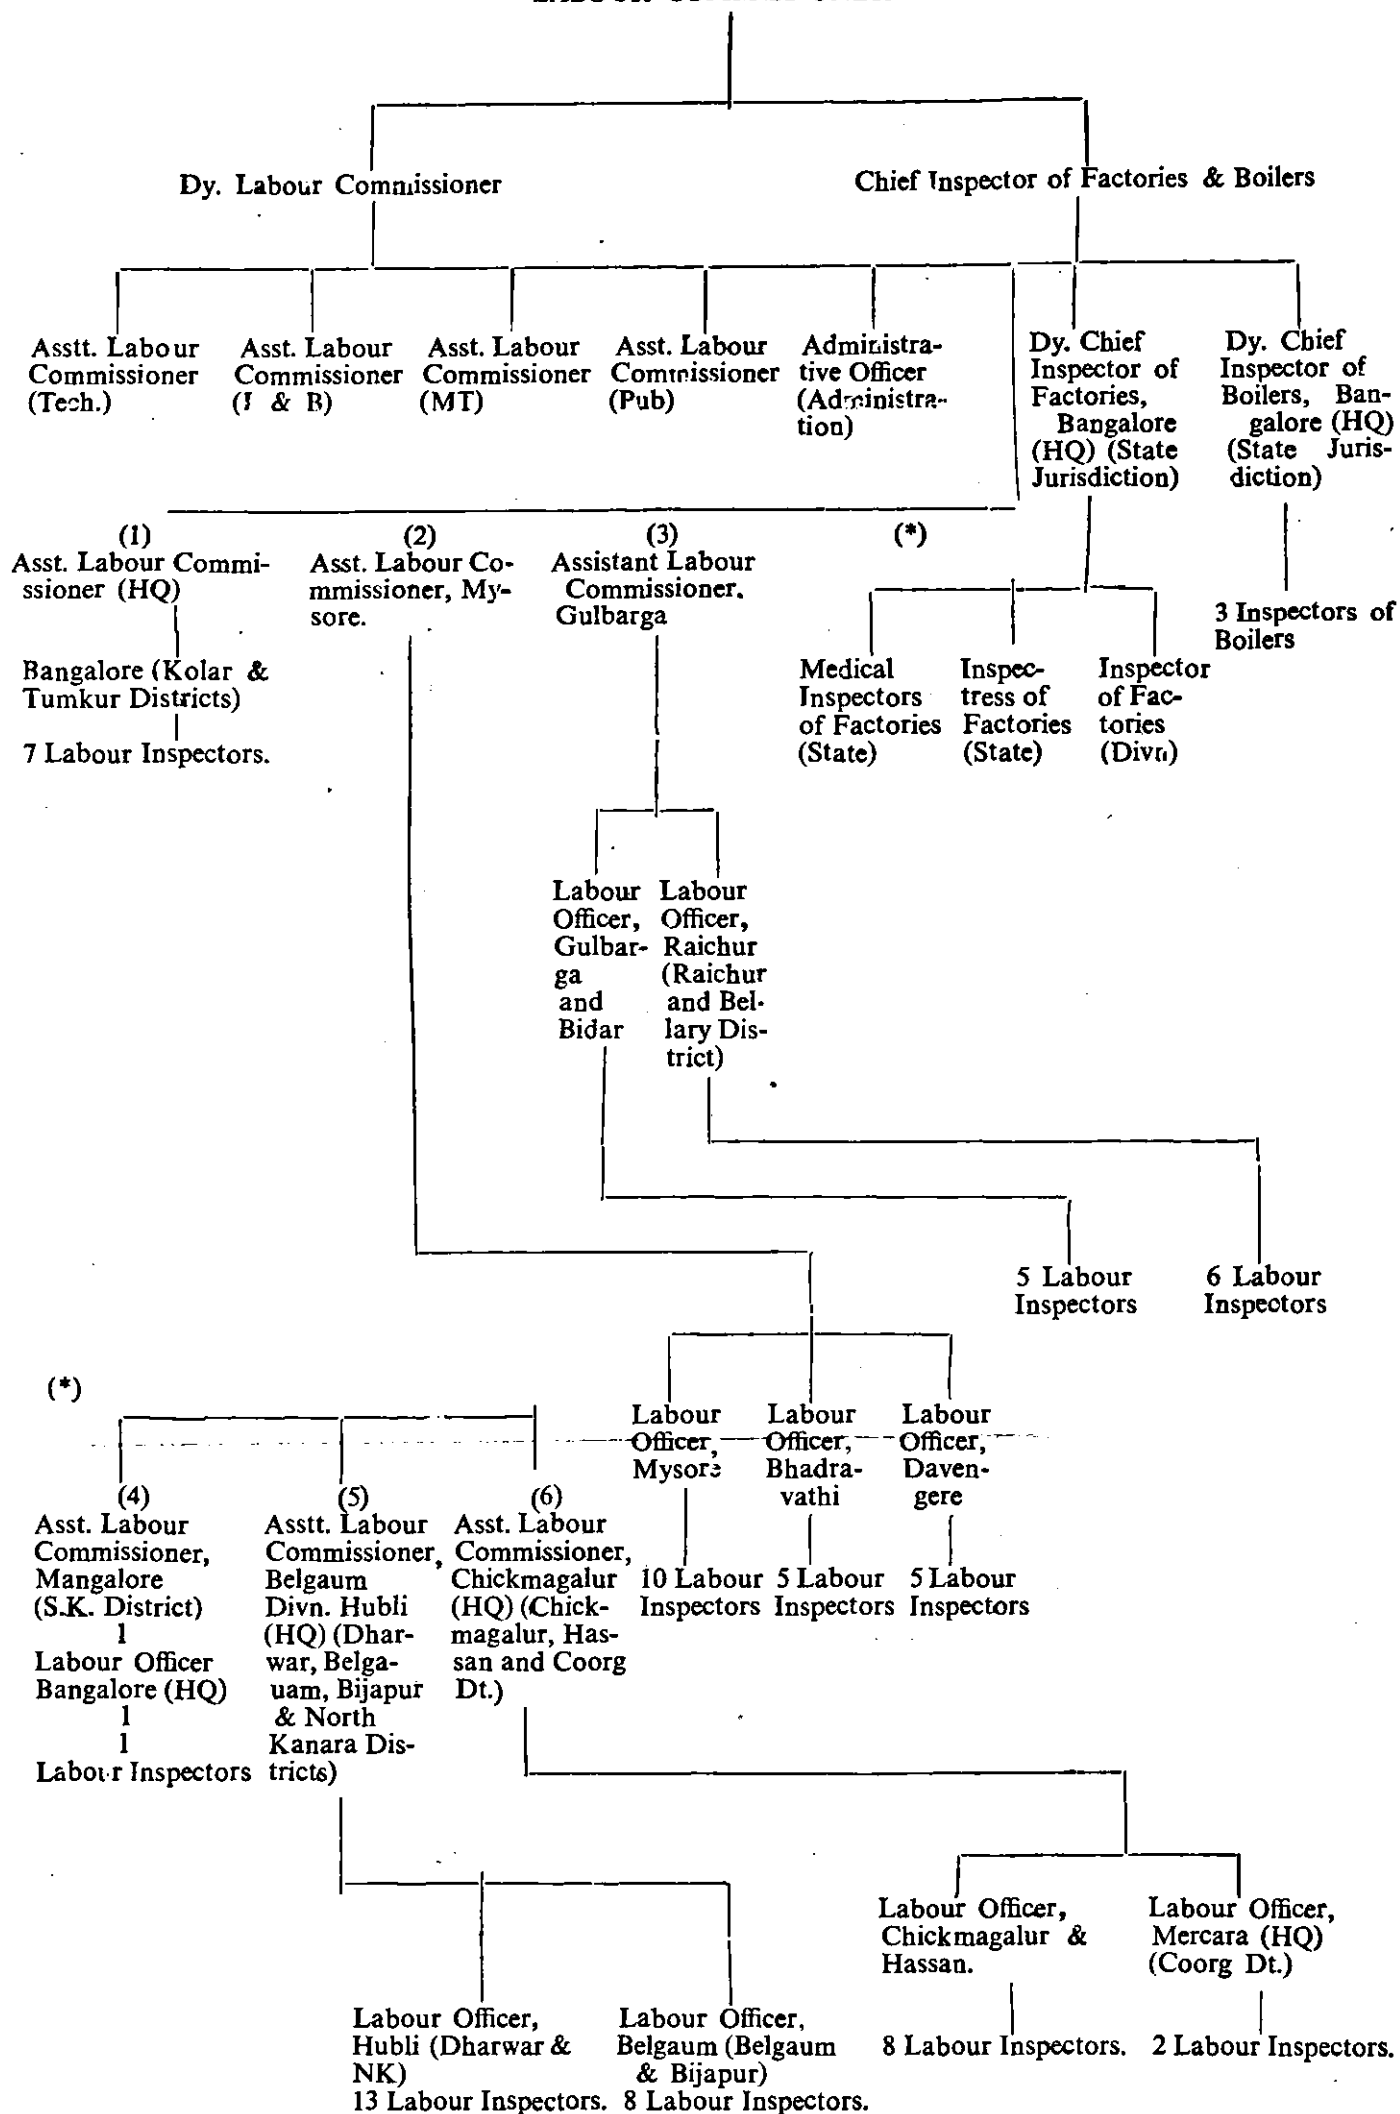 Dy. Labour Commissioner
Chief Inspector of Factories & Boilers
Asstt. Labour
Commissioner
(Tech.)
Asst. Labour
Commissioner
(I & B)
Asst. Labour
Commissioner
(MT)
Asst. Labour
Commissioner
(Pub)
Administra-
tive Officer
(Administra-
tion)
Dy. Chief
Inspector of
Factories,
Bangalore
(HQ) (State
Jurisdiction)
Dy. Chief
Inspector of
Boilers, Ban-
galore (HQ)
(State Juris-
diction)
(1)
Asst. Labour Commi-
ssioner (HQ)
Bangalore (Kolar &
Tumkur Districts)
7 Labour Inspectors.
(2)
Asst. Labour Co-
mmissioner, My-
sore.
(3)
Assistant Labour
Commissioner.
Gulbarga
(*)
Medical
Inspectors
of Factories
(State)
Inspec-
tress of
Factories
(State)
Inspector
of Fac-
tories
(Divn)
3 Inspectors of
Boilers
Labour
Officer,
Gulbar-
ga
and
Bidar
Labour
Officer,
Raichur
(Raichur
and Bel-
lary Dis-
trict)
5 Labour
Inspectors
6 Labour
Inspectors
(*)
Labour
Officer,
Mysore
Labour
Officer,
Bhadra-
vathi
Labour
Officer,
Daven-
gere
10 Labour
Inspectors
5 Labour
Inspectors
5 Labour
Inspectors
(4)
Asst. Labour
Commissioner,
Mangalore
(S.K. District)
1
Labour Officer
Bangalore (HQ)
1
1
Labour Inspectors
(5)
Asstt. Labour
Commissioner,
Belgaum
Divn. Hubli
(HQ) (Dhar-
war, Belga-
uam, Bijapur
& North
Kanara Dis-
tricts)
(6)
Asst. Labour
Commissioner,
Chickmagalur
(HQ) (Chick-
magalur, Has-
san and Coorg
Dt.)
Labour Officer,
Chickmagalur &
Hassan.
Labour Officer,
Mercara (HQ)
(Coorg Dt.)
8 Labour Inspectors.
2 Labour Inspectors.
Labour Officer,
Hubli (Dharwar &
NK)
13 Labour Inspectors.
Labour Officer,
Belgaum (Belgaum
& Bijapur)
8 Labour Inspectors.